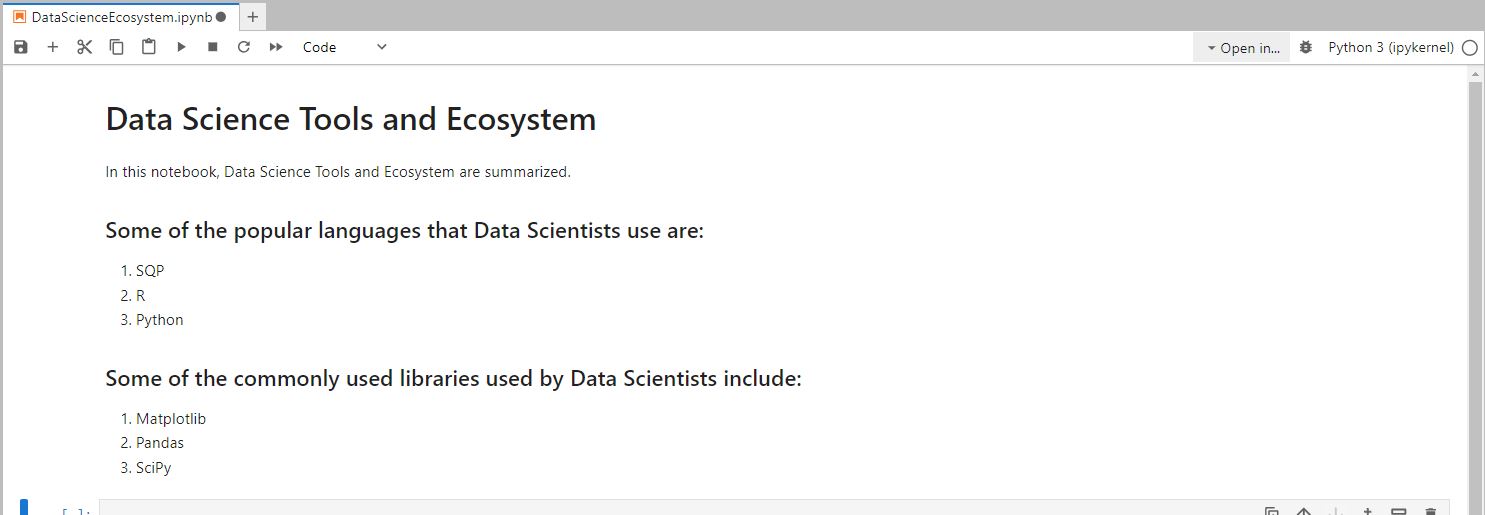 DataScienceEcosystem.ipynb
Code
Open in...
Python 3 (ipykernel)
Data Science Tools and Ecosystem
In this notebook, Data Science Tools and Ecosystem are summarized.
Some of the popular languages that Data Scientists use are:
1. SQP
2. R
3. Python
Some of the commonly used libraries used by Data Scientists include:
1. Matplotlib
2. Pandas
3. SciPy
[ ]: